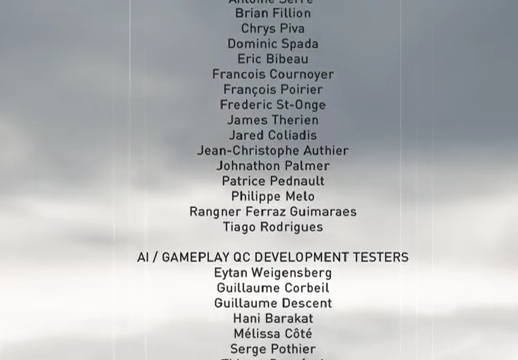 Antoine Serre
Brian Fillion
Chrys Piva
Dominic Spada
Eric Bibeau
Francois Cournoyer
François Poirier
Frederic St-Onge
James Therien
Jared Coliadis
Jean-Christophe Authier
Johnathon Palmer
Patrice Pednault
Philippe Melo
Rangner Ferraz Guimaraes
Tiago Rodrigues
AI / GAMEPLAY QC DEVELOPMENT TESTERS
Eytan Weigensberg
Guillaume Corbeil
Guillaume Descent
Hani Barakat
Mélissa Côté
Serge Pothier